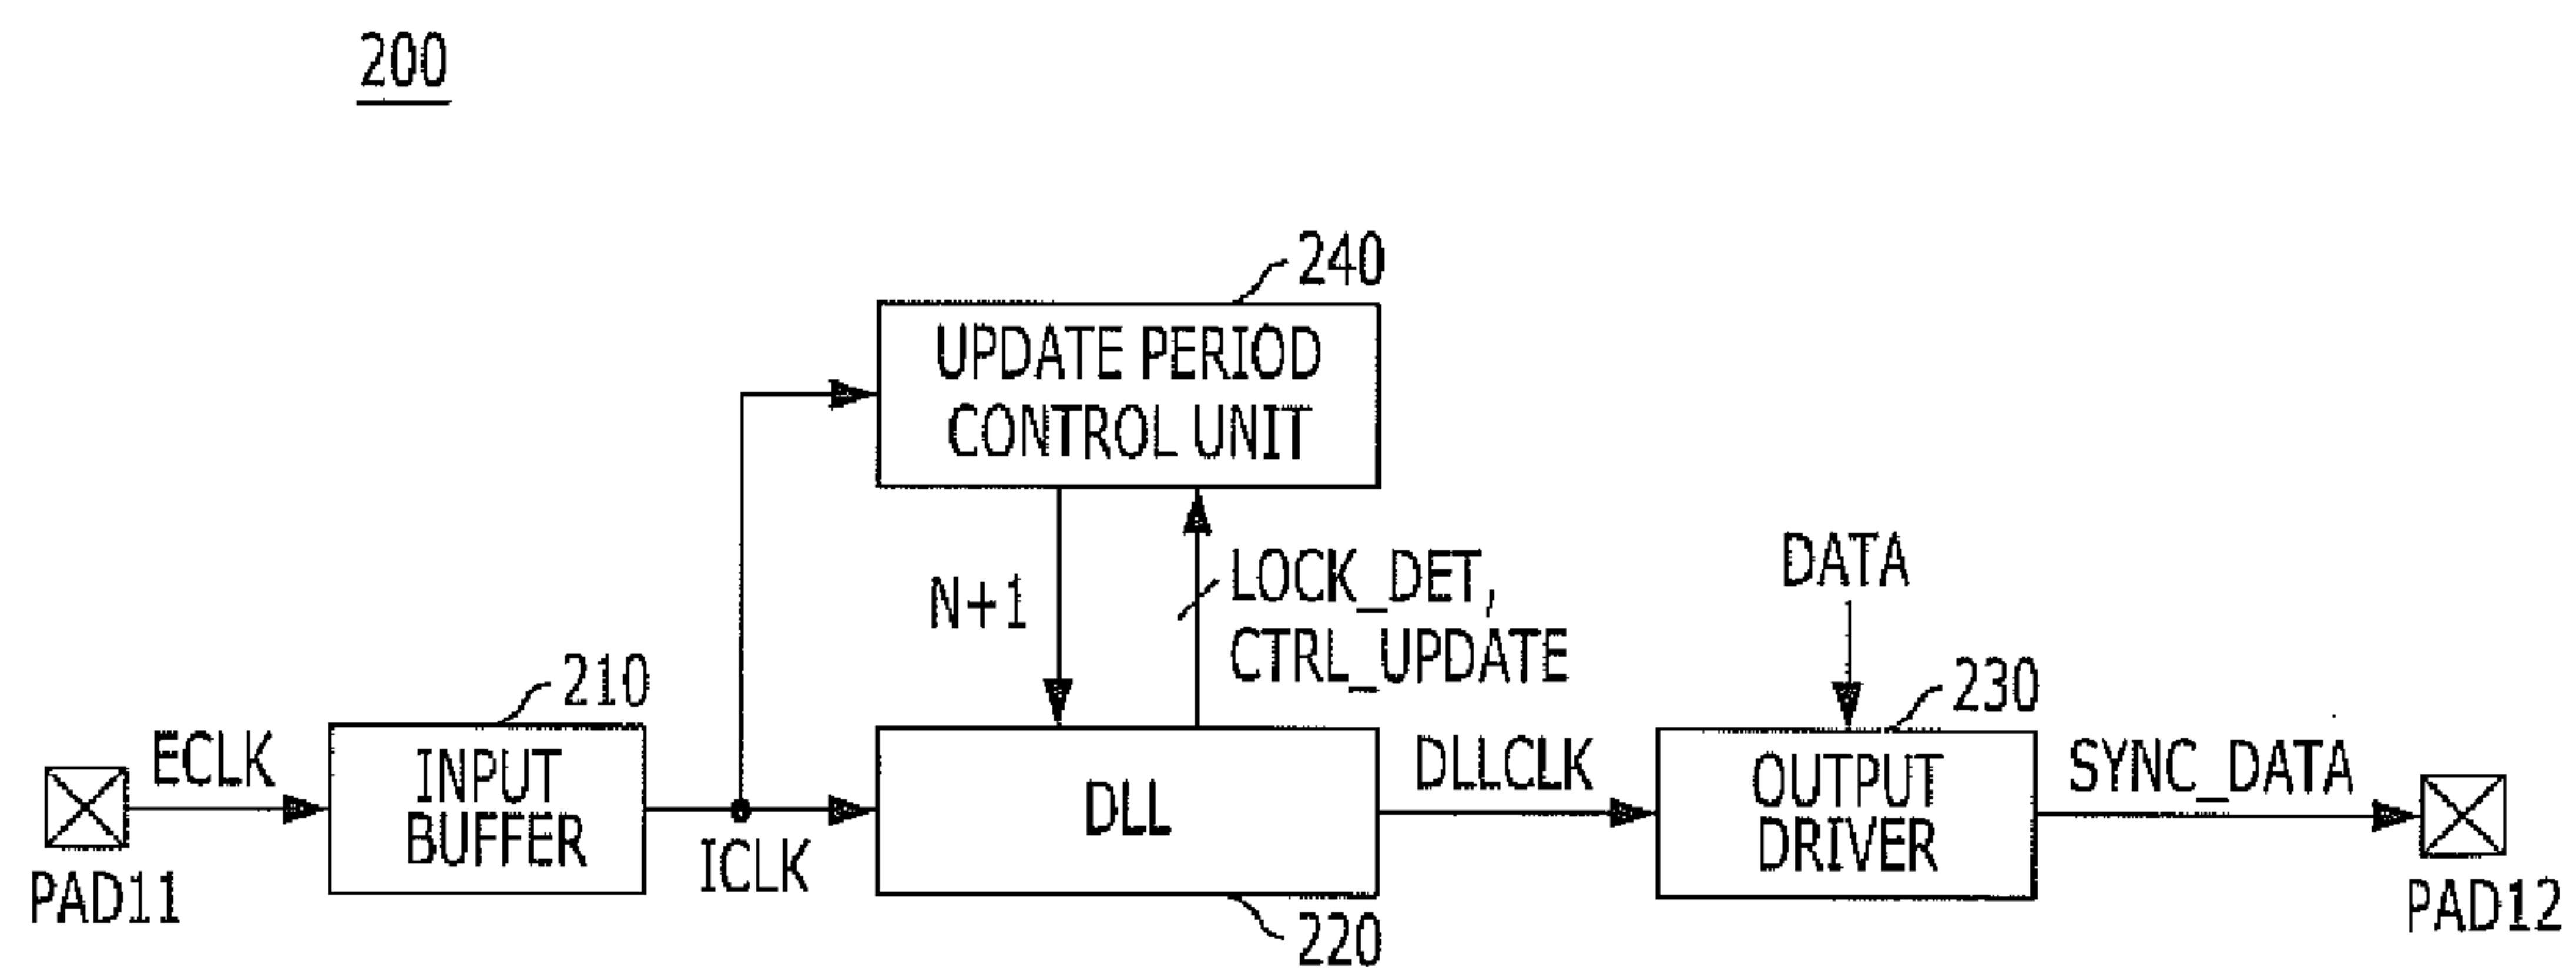 200
240
UPDATE PERIOD
CONTROL UNIT
N+1
LOCK_DET,
CTRL_UPDATE
DATA
210
230
ECLK
INPUT
BUFFER
ICLK
DLL
DLLCLK
OUTPUT
DRIVER
SYNC_DATA
PAD11
220
PAD12